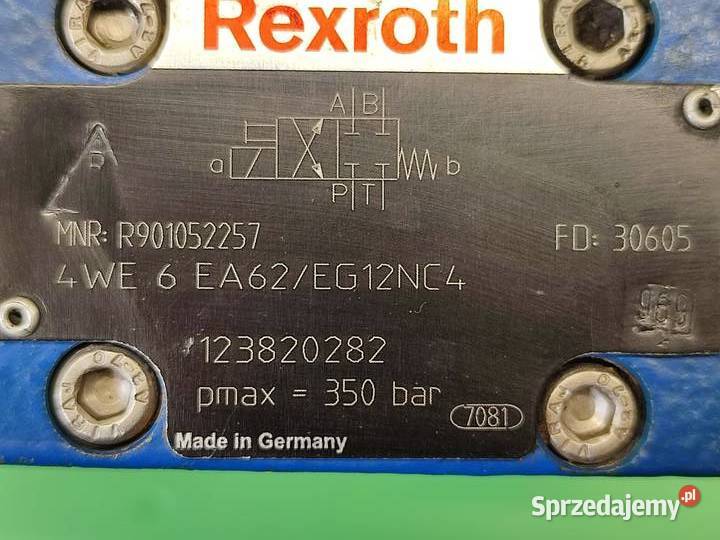 Rexroth
A B
a b
P T
MNR: R901052257 FD: 30605
4WE 6 EA62/EG12NC4
969
123820282
pmax = 350 bar
7081
Made in Germany
Sprzedajemy.pl